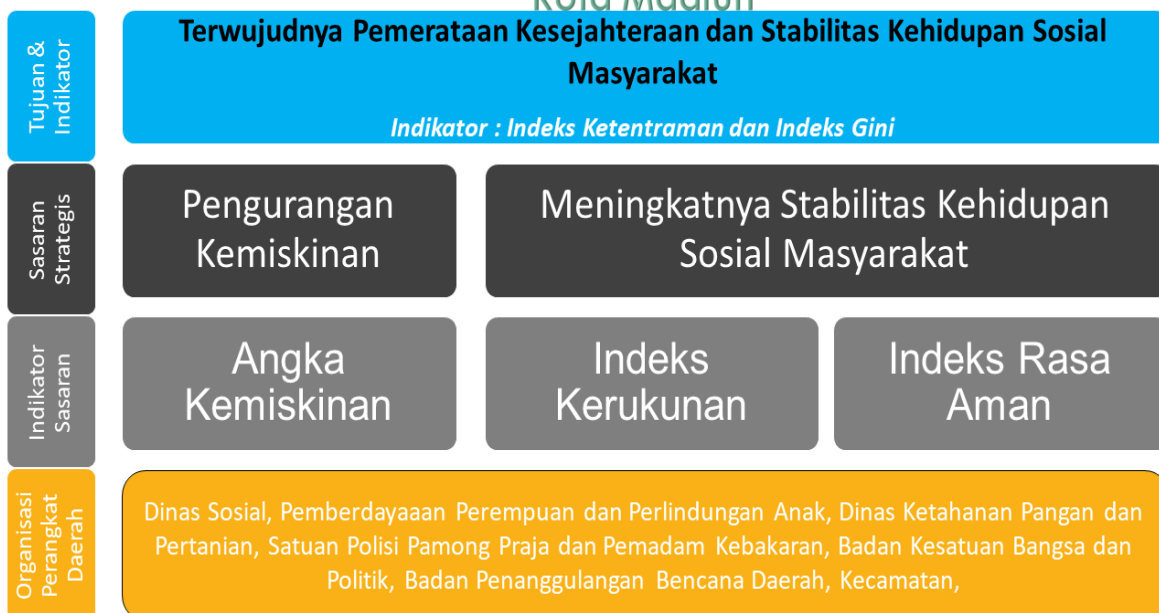 Kota Madiun
Tujuan &
Indikator
Terwujudnya Pemerataan Kesejahteraan dan Stabilitas Kehidupan Sosial
Masyarakat
Indikator : Indeks Ketentraman dan Indeks Gini
Sasaran
Strategis
Pengurangan
Kemiskinan
Meningkatnya Stabilitas Kehidupan
Sosial Masyarakat
Indikator
Sasaran
Angka
Kemiskinan
Indeks
Kerukunan
Indeks Rasa
Aman
Organisasi
Perangkat
Daerah
Dinas Sosial, Pemberdayaaan Perempuan dan Perlindungan Anak, Dinas Ketahanan Pangan dan
Pertanian, Satuan Polisi Pamong Praja dan Pemadam Kebakaran, Badan Kesatuan Bangsa dan
Politik, Badan Penanggulangan Bencana Daerah, Kecamatan,